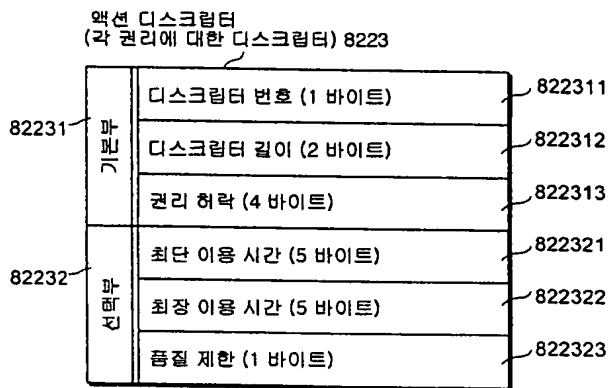 액션 디스크립터
(각 권리에 대한 디스크립터) 8223
82231
기본부
디스크립터 번호 (1 바이트)
822311
디스크립터 길이 (2 바이트)
822312
권리 허락 (4 바이트)
822313
82232
선택부
최단 이용 시간 (5 바이트)
822321
최장 이용 시간 (5 바이트)
822322
품질 제한 (1 바이트)
822323